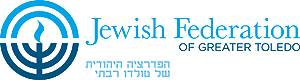 Jewish Federation
OF GREATER TOLEDO
הפדרציה היהודית
של טולדו רבתי